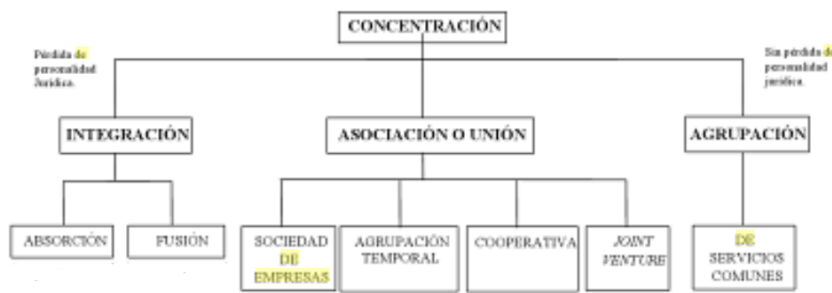 CONCENTRACIÓN
Pérdida de
personalidad
Jurídica.
Sin pérdida de
personalidad
jurídica.
INTEGRACIÓN
ASOCIACIÓN O UNIÓN
AGRUPACIÓN
ABSORCIÓN
FUSIÓN
SOCIEDAD
DE
EMPRESAS
AGRUPACIÓN
TEMPORAL
COOPERATIVA
JOINT
VENTURE
DE
SERVICIOS
COMUNES